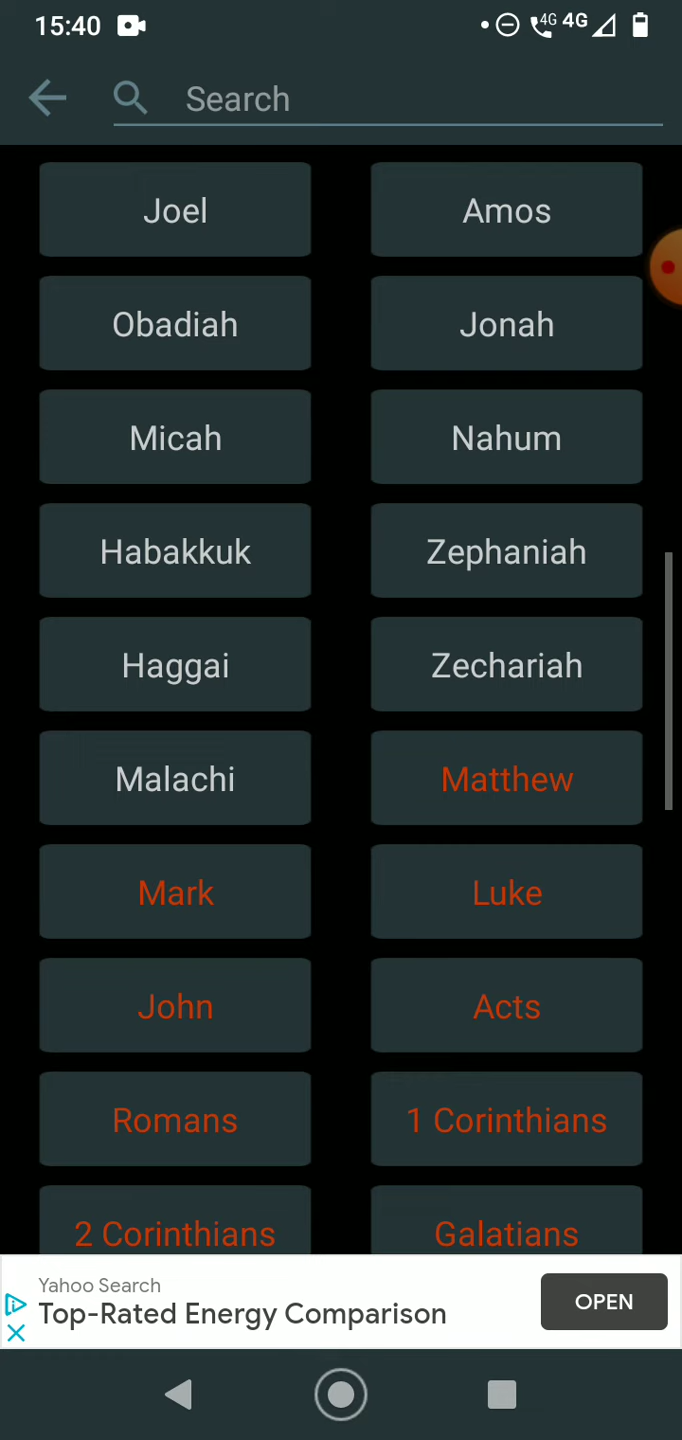 15:40 4G 4G
Search
Joel Amos
Obadiah Jonah
Micah Nahum
Habakkuk Zephaniah
Haggai Zechariah
Malachi Matthew
Mark Luke
John Acts
Romans 1 Corinthians
2 Corinthians Galatians
Yahoo Search
Top-Rated Energy Comparison
OPEN